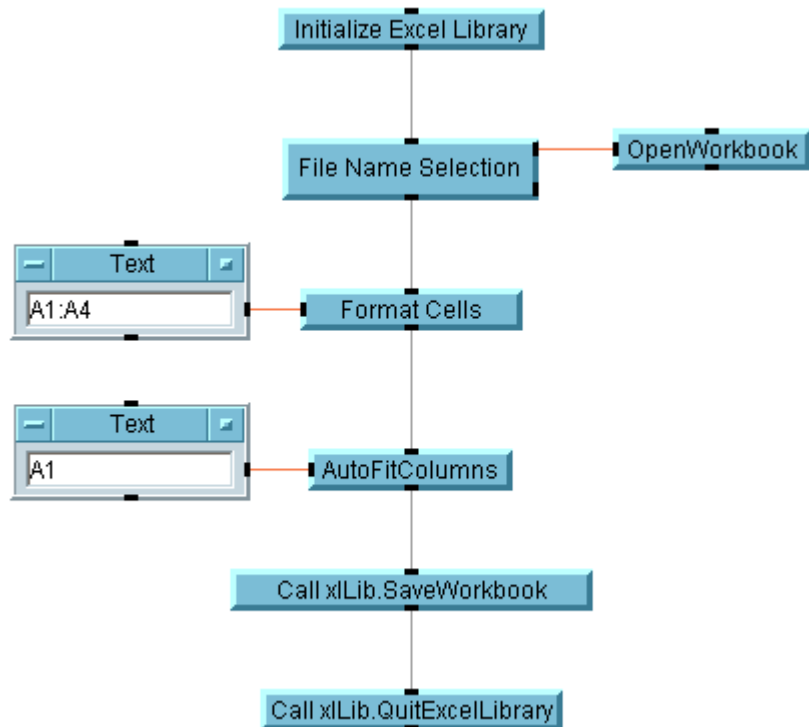 Initialize Excel Library
File Name Selection
OpenWorkbook
Text
A1:A4
Format Cells
Text
A1
AutoFitColumns
Call xlLib.SaveWorkbook
Call xlLib.QuitExcelLibrary